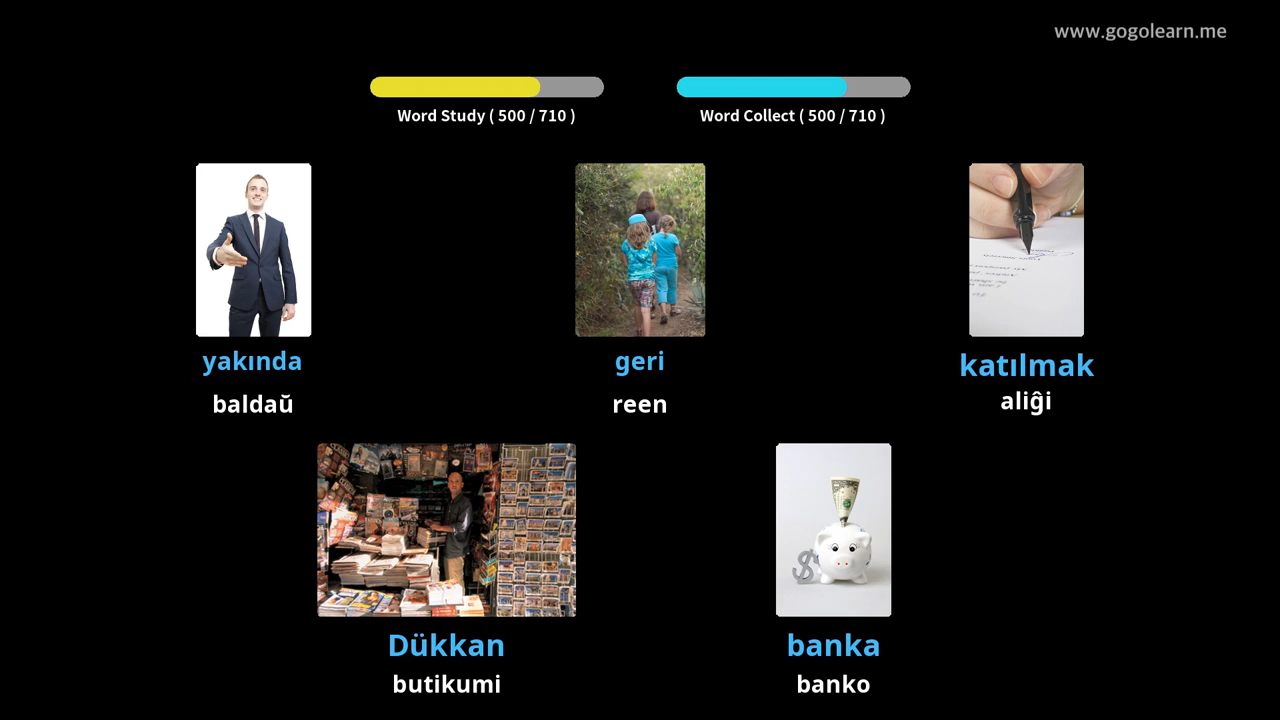 www.gogolearn.me
Word Study ( 500 / 710 )
Word Collect ( 500 / 710 )
yakında
baldaŭ
geri
reen
katılmak
aliĝi
Dükkan
butikumi
banka
banko